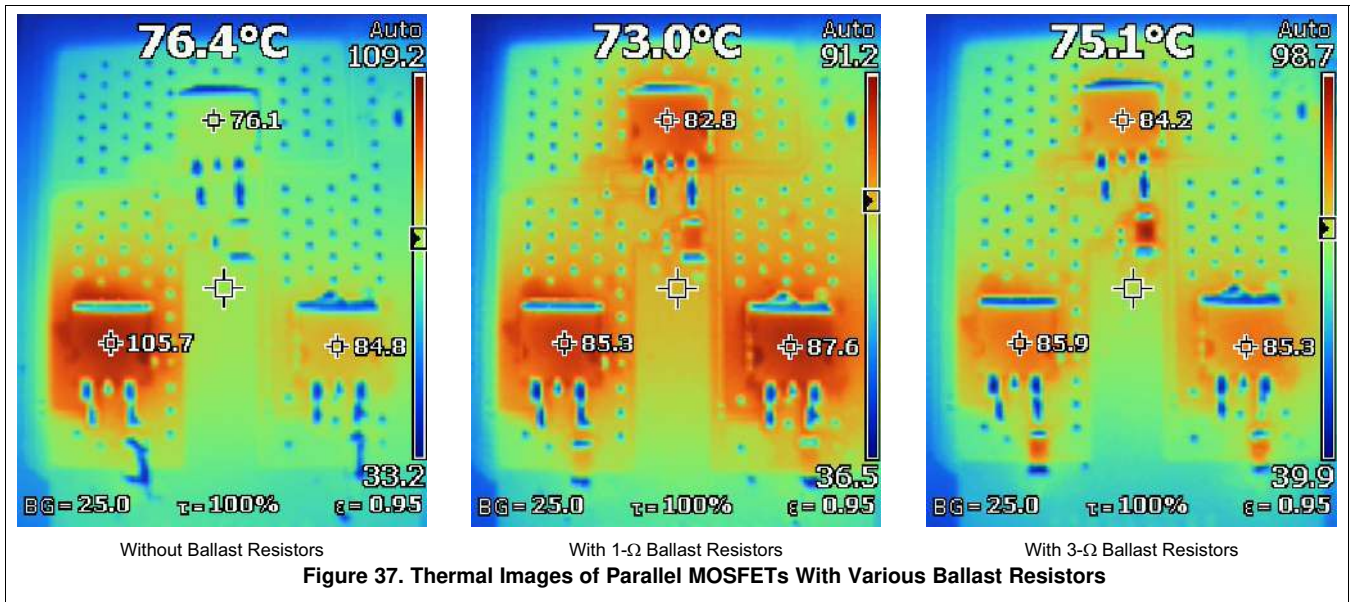 76.4°C
Auto
109.2
76.1
105.7
84.8
33.2
BG = 25.0 τ = 100% ε = 0.95
Without Ballast Resistors
73.0°C
Auto
91.2
82.8
85.3
87.6
36.5
BG = 25.0 τ = 100% ε = 0.95
With 1-Ω Ballast Resistors
75.1°C
Auto
98.7
84.2
85.9
85.3
39.9
BG = 25.0 τ = 100% ε = 0.95
With 3-Ω Ballast Resistors
Figure 37. Thermal Images of Parallel MOSFETs With Various Ballast Resistors